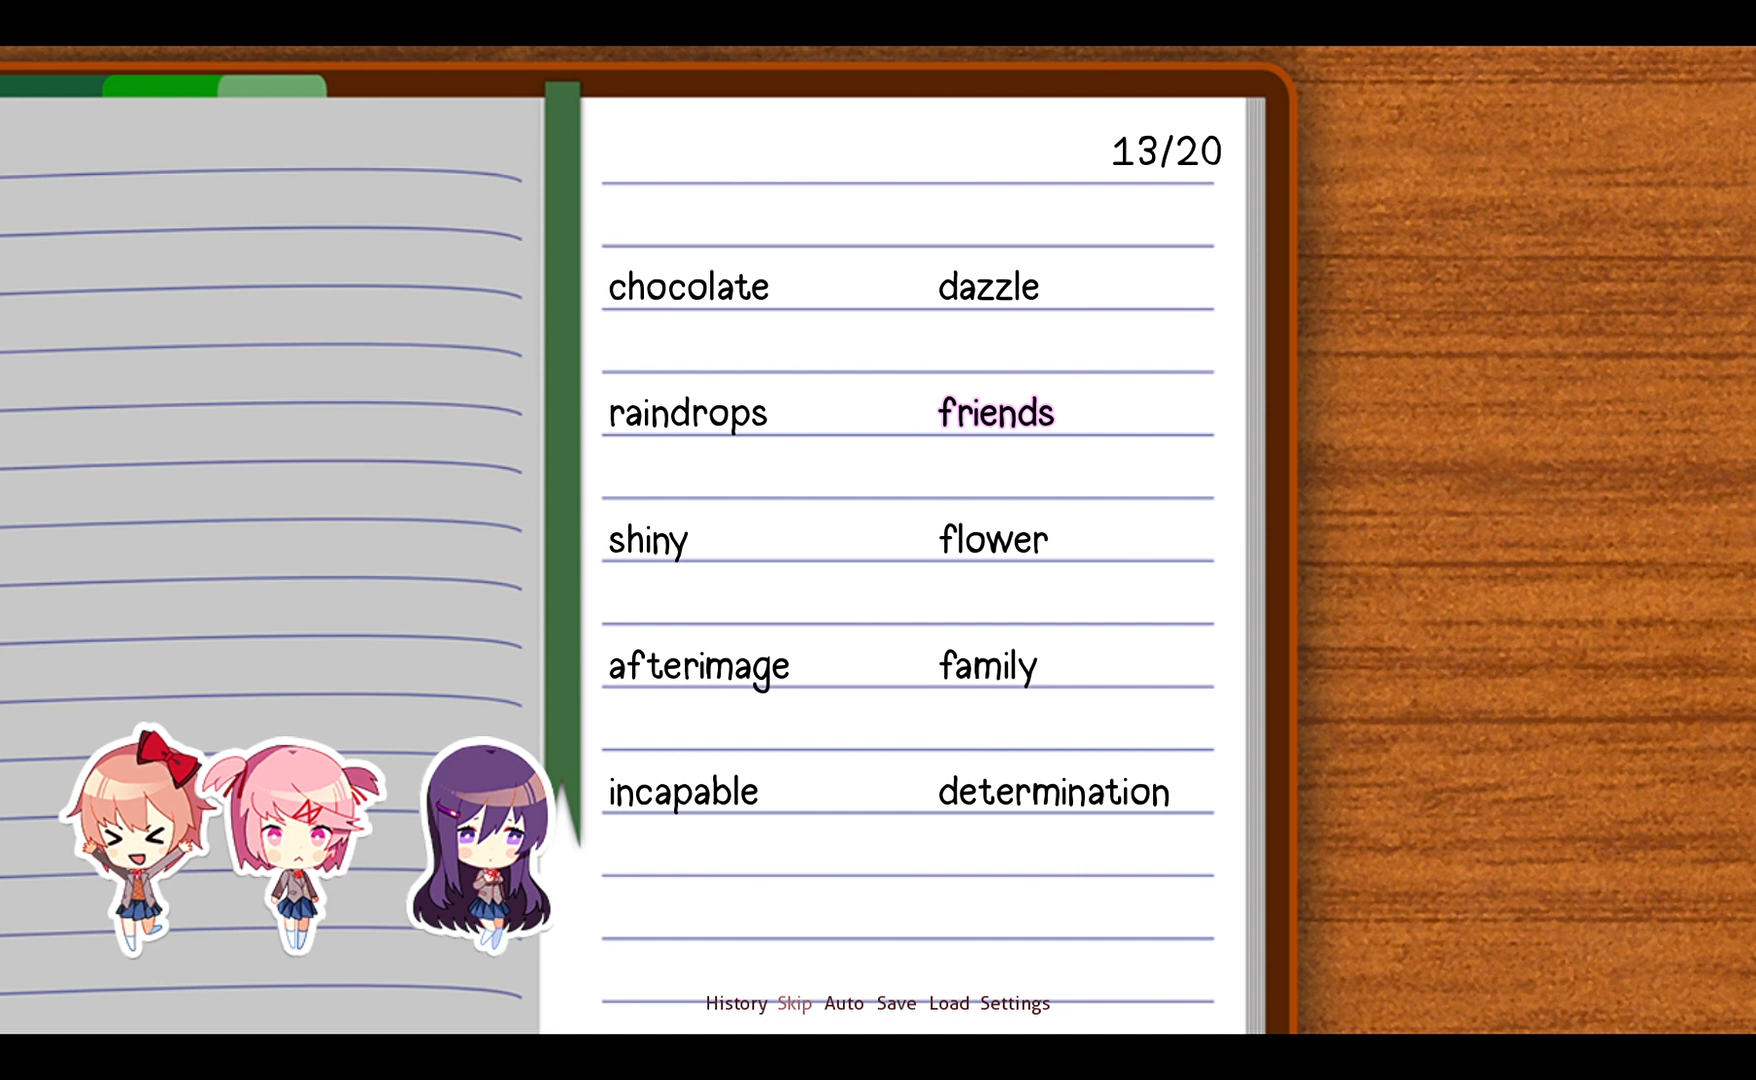 13/20
chocolate dazzle
raindrops friends
shiny flower
afterimage family
incapable determination
History Skip Auto Save Load Settings